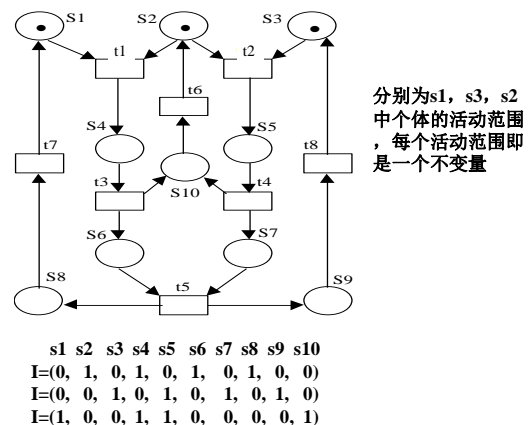 S1 S2 S3
t1 t2
t6
S4 S5
t7 t8
S10
t3 t4
S6 S7
S8 S9
t5
分别为s1，s3，s2
中个体的活动范围
，每个活动范围即
是一个不变量
s1 s2 s3 s4 s5 s6 s7 s8 s9 s10
I=(0, 1, 0, 1, 0, 1, 0, 1, 0, 0)
I=(0, 0, 1, 0, 1, 0, 1, 0, 1, 0)
I=(1, 0, 0, 1, 1, 0, 0, 0, 0, 1)